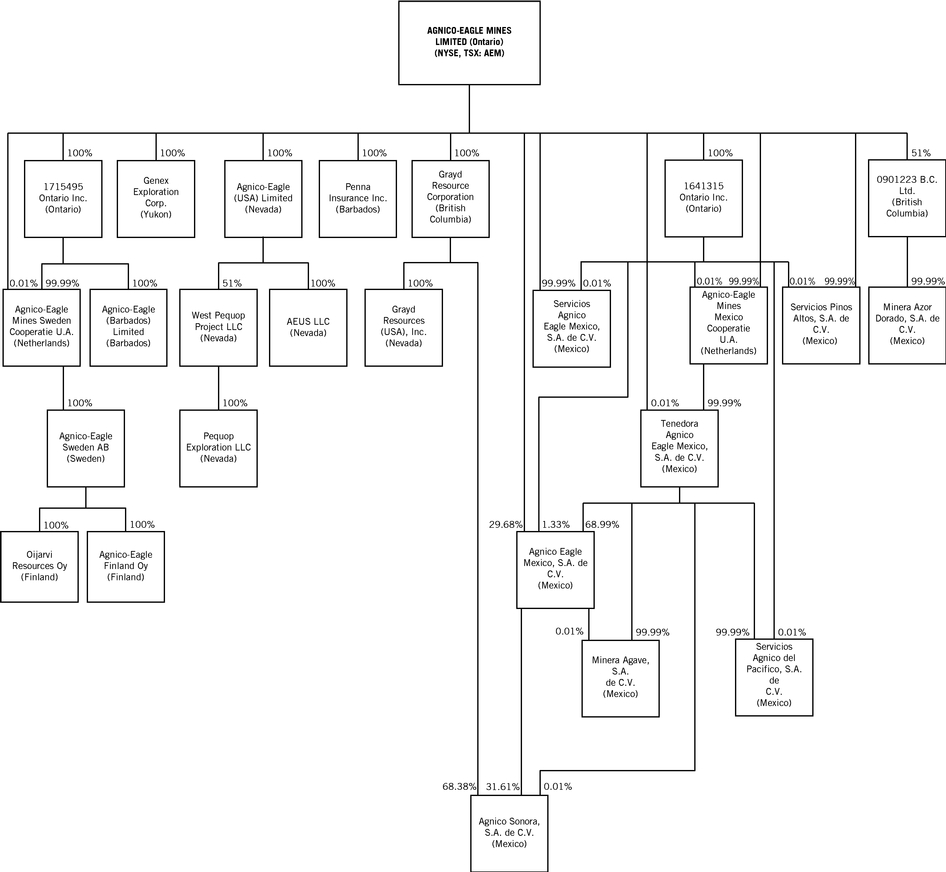 AGNICO-EAGLE MINES
LIMITED (Ontario)
(NYSE, TSX: AEM)
100%
100%
100%
100%
100%
100%
51%
1715495
Ontario Inc.
(Ontario)
Genex
Exploration
Corp.
(Yukon)
Agnico-Eagle
(USA) Limited
(Nevada)
Penna
Insurance Inc.
(Barbados)
Grayd
Resource
Corporation
(British
Columbia)
1641315
Ontario Inc.
(Ontario)
0901223 B.C.
Ltd.
(British
Columbia)
0.01% 99.99%
100%
51%
100%
100%
99.99% 0.01%
0.01% 99.99%
0.01% 99.99%
99.99%
Agnico-Eagle
Mines Sweden
Cooperatie U.A.
(Netherlands)
Agnico-Eagle
(Barbados)
Limited
(Barbados)
West Pequop
Project LLC
(Nevada)
AEUS LLC
(Nevada)
Grayd
Resources
(USA), Inc.
(Nevada)
Servicios
Agnico
Eagle Mexico,
S.A. de C.V.
(Mexico)
Agnico-Eagle
Mines
Mexico
Cooperatie
U.A.
(Netherlands)
Servicios Pinos
Altos, S.A. de
C.V.
(Mexico)
Minera Azor
Dorado, S.A. de
C.V.
(Mexico)
100%
100%
0.01%
99.99%
Agnico-Eagle
Sweden AB
(Sweden)
Pequop
Exploration LLC
(Nevada)
Tenedora
Agnico
Eagle Mexico,
S.A. de C.V.
(Mexico)
100%
100%
29.68%
1.33%
68.99%
Oijarvi
Resources Oy
(Finland)
Agnico-Eagle
Finland Oy
(Finland)
Agnico Eagle
Mexico, S.A. de
C.V.
(Mexico)
0.01%
99.99%
99.99%
0.01%
Minera Agave,
S.A.
de C.V.
(Mexico)
Servicios
Agnico del
Pacifico, S.A.
de
C.V.
(Mexico)
68.38%
31.61%
0.01%
Agnico Sonora,
S.A. de C.V.
(Mexico)